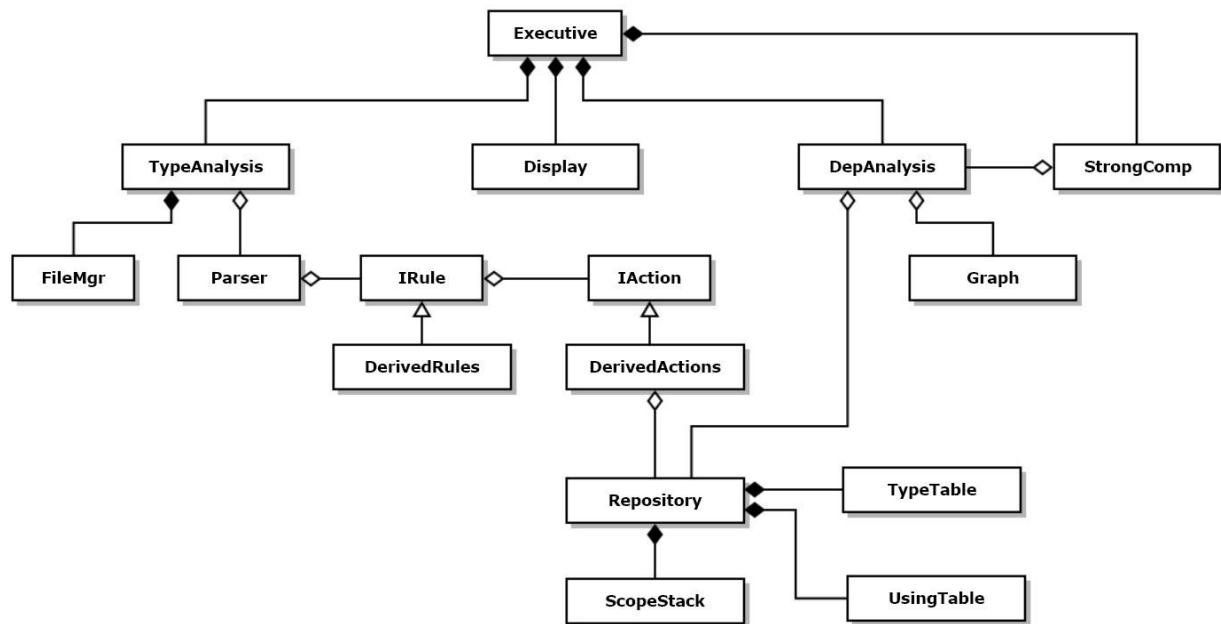 Executive
TypeAnalysis
Display
DepAnalysis
StrongComp
FileMgr
Parser
IRule
IAction
Graph
DerivedRules
DerivedActions
Repository
TypeTable
ScopeStack
UsingTable